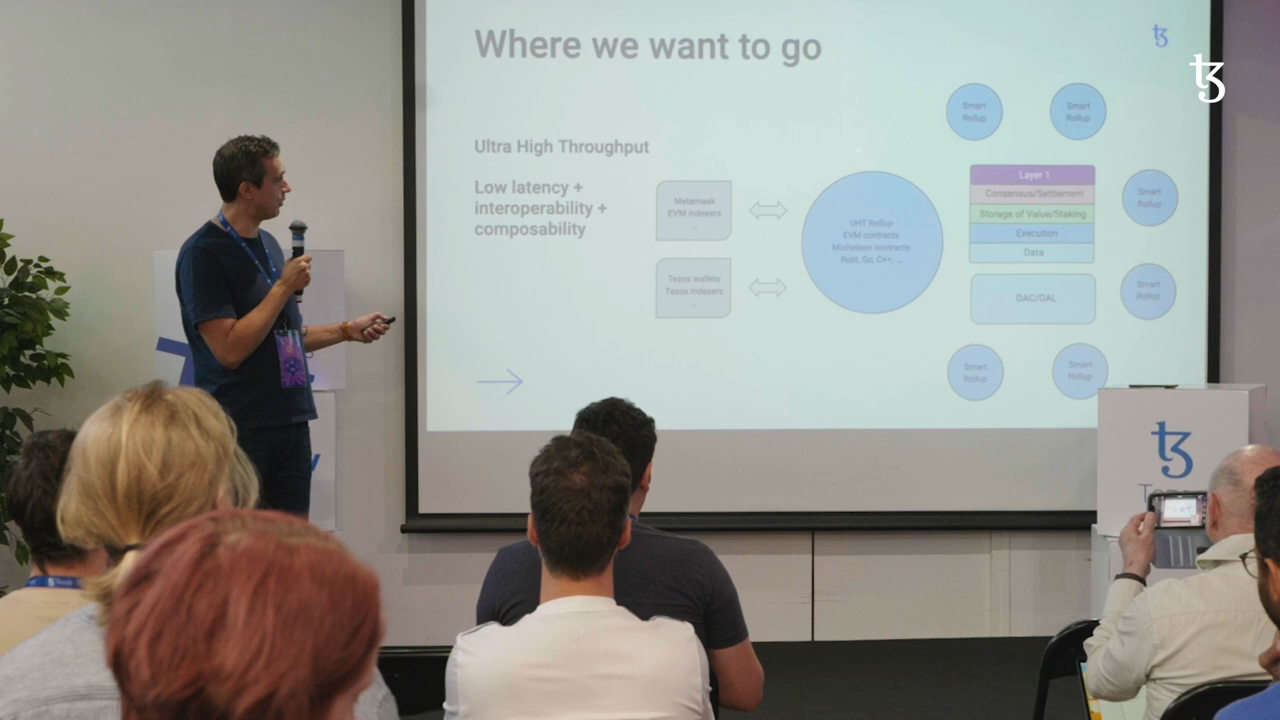 Where we want to go
Ultra High Throughput
Low latency +
interoperability +
composability
Metamask
EVM indexers
...
Tezos wallets
Tezos indexers
...
UHT Rollup
EVM contracts
Michelson contracts
Rust, Go, C++, ...
Smart
Rollup
Smart
Rollup
Layer 1
Consensus/Settlement
Storage of Value/Staking
Execution
Data
DAC/DAL
Smart
Rollup
Smart
Rollup
Smart
Rollup
Smart
Rollup